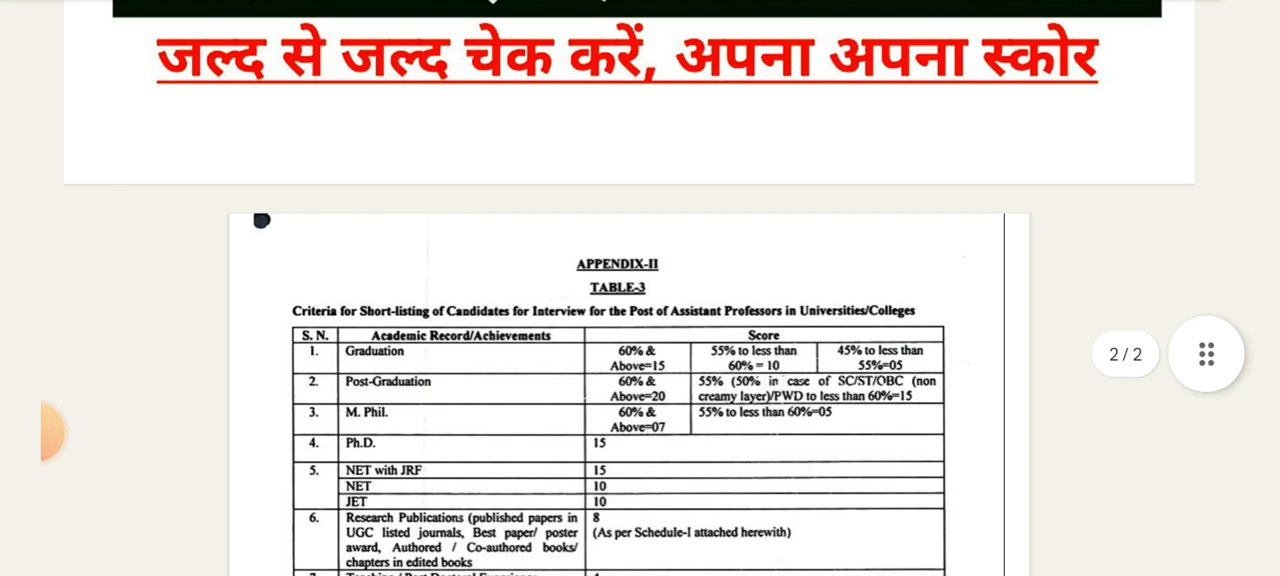 जल्द से जल्द चेक करें, अपना अपना स्कोर
APPENDIX-II
TABLE-3
Criteria for Short-listing of Candidates for Interview for the Post of Assistant Professors in Universities/Colleges
S. N. Academic Record/Achievements Score
1. Graduation 60% & Above=15 55% to less than 60% = 10 45% to less than 55%=05
2. Post-Graduation 60% & Above=20 55% (50% in case of SC/ST/OBC (non creamy layer)/PWD to less than 60%=15
3. M. Phil. 60% & Above=07 55% to less than 60%=05
4. Ph.D. 15
5. NET with JRF 15
NET 10
JET 10
6. Research Publications (published papers in 8
UGC listed journals, Best paper/ poster (As per Schedule-I attached herewith)
award, Authored / Co-authored books/
chapters in edited books
2 / 2